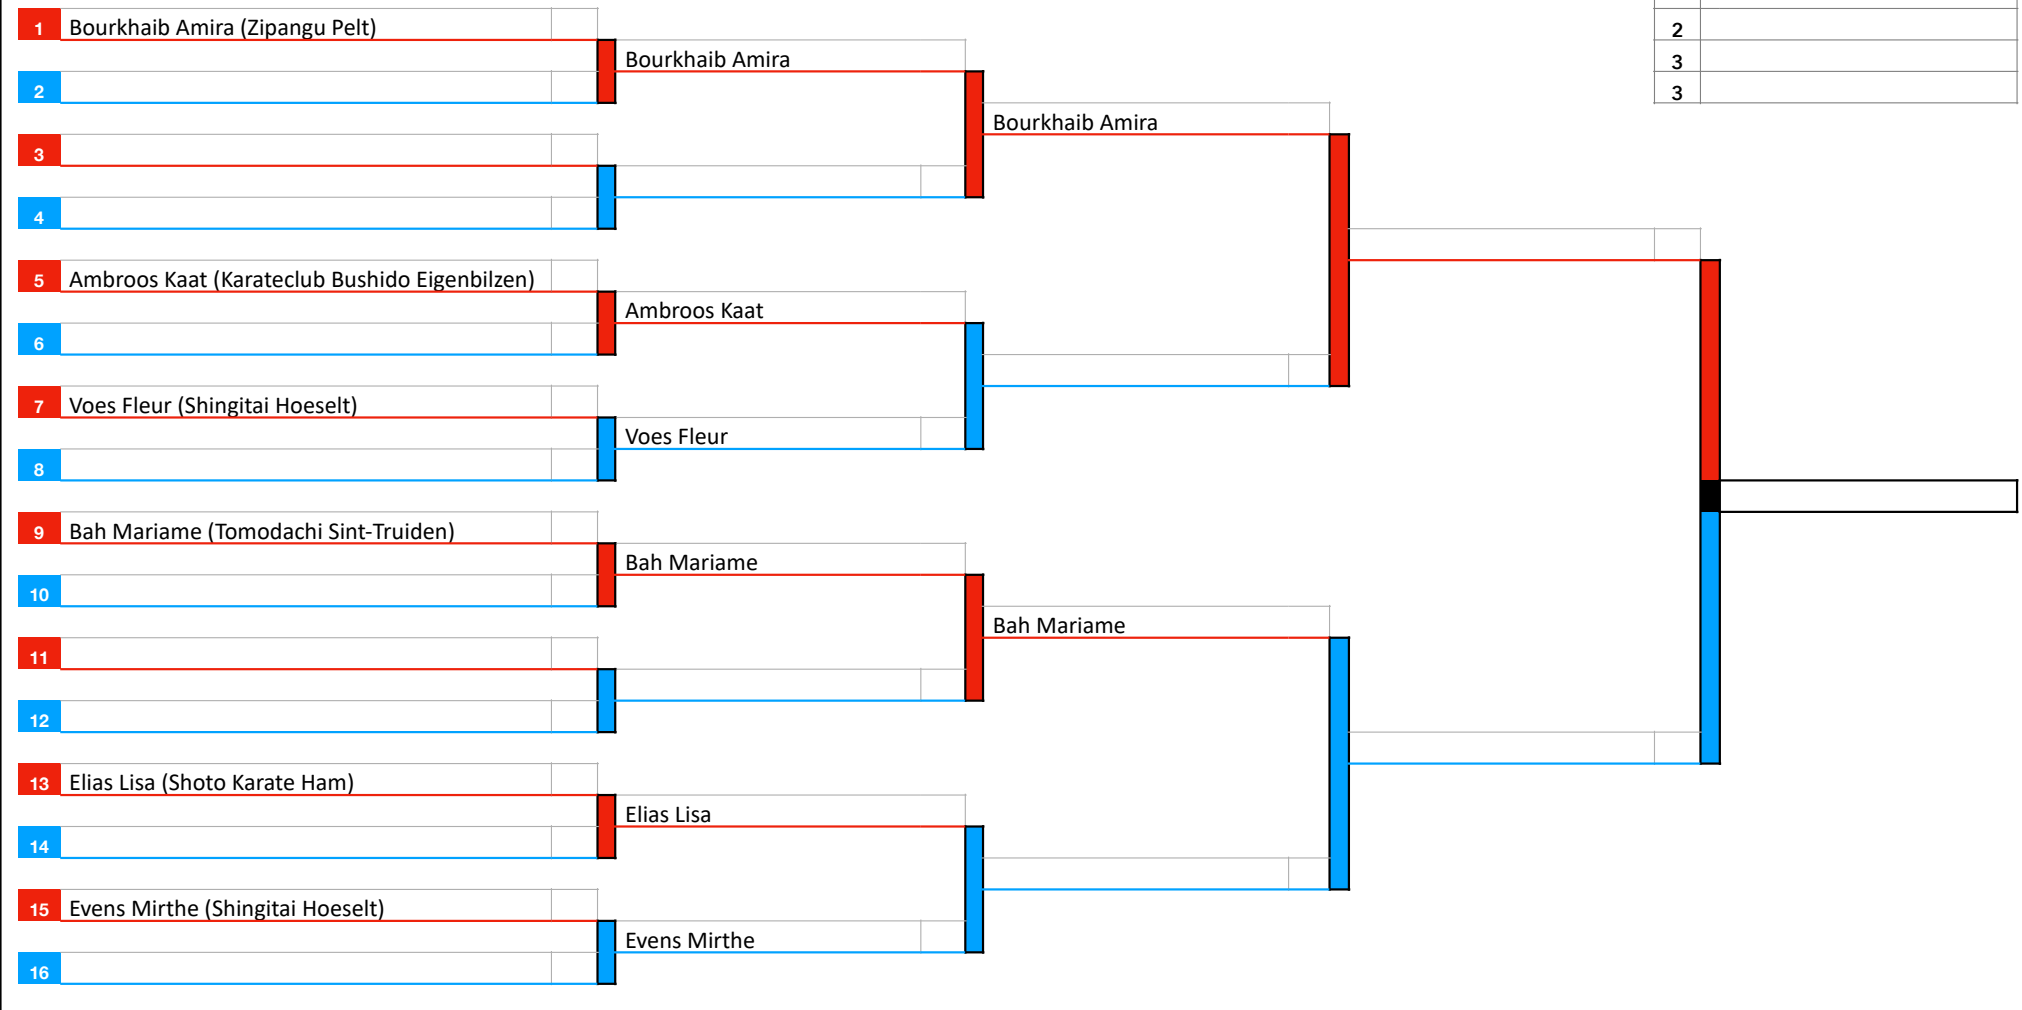 1 Bourkhaib Amira (Zipangu Pelt)
2
3
4
5 Ambroos Kaat (Karateclub Bushido Eigenbilzen)
6
7 Voes Fleur (Shingitai Hoeselt)
8
9 Bah Mariame (Tomodachi Sint-Truiden)
10
11
12
13 Elias Lisa (Shoto Karate Ham)
14
15 Evens Mirthe (Shingitai Hoeselt)
16
Bourkhaib Amira
Ambroos Kaat
Voes Fleur
Bah Mariame
Elias Lisa
Evens Mirthe
Bourkhaib Amira
Bah Mariame
2
3
3